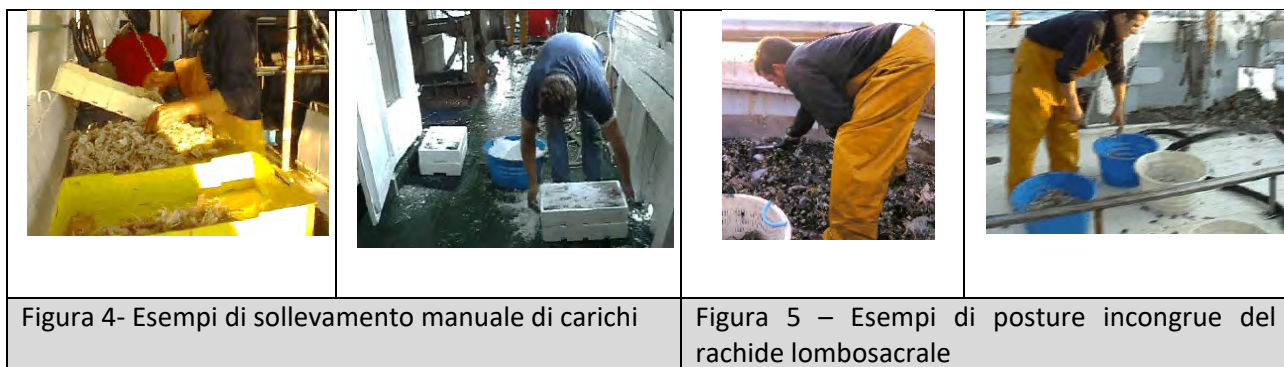 Figura 4- Esempi di sollevamento manuale di carichi
Figura 5 – Esempi di posture incongrue del
rachide lombosacrale